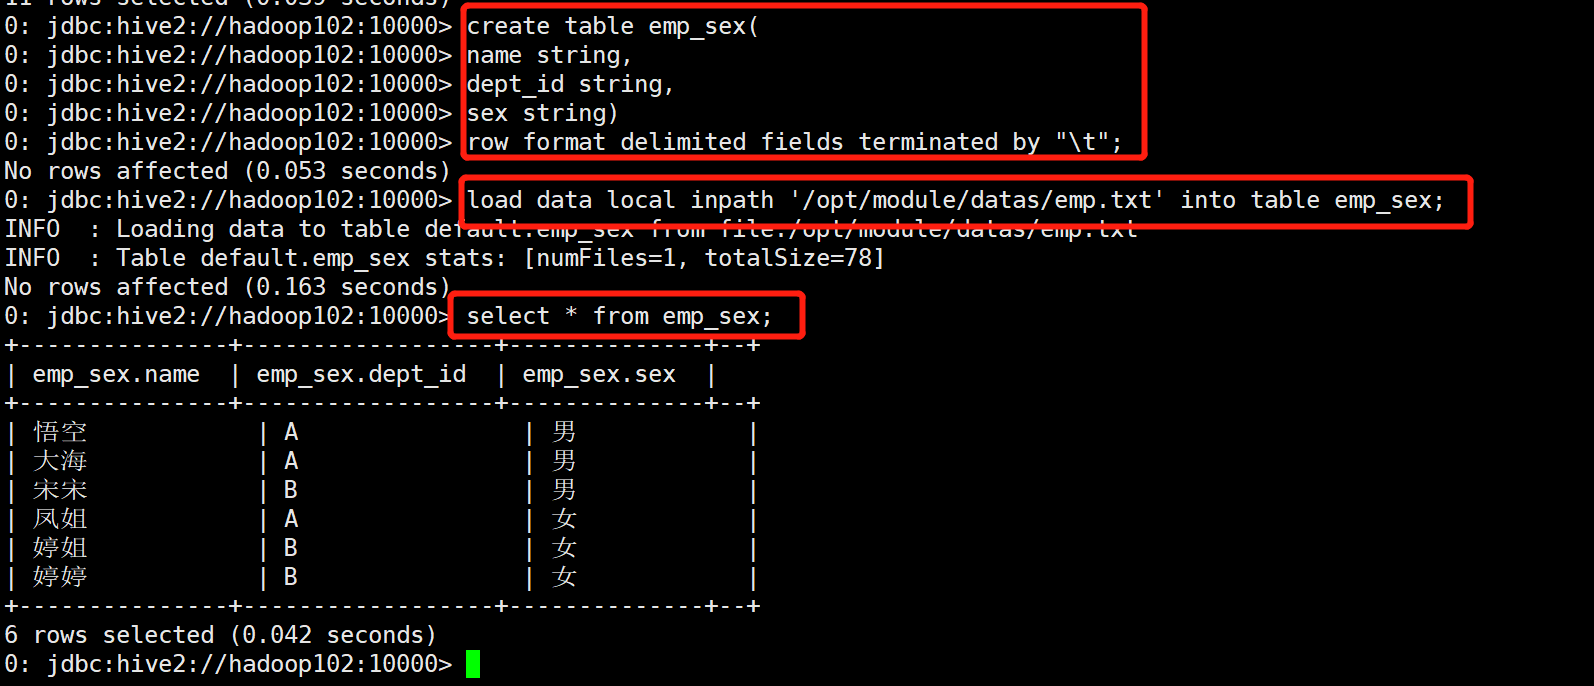 11 rows selected (0.039 seconds)
0: jdbc:hive2://hadoop102:10000> create table emp_sex(
0: jdbc:hive2://hadoop102:10000> name string,
0: jdbc:hive2://hadoop102:10000> dept_id string,
0: jdbc:hive2://hadoop102:10000> sex string)
0: jdbc:hive2://hadoop102:10000> row format delimited fields terminated by "\t";
No rows affected (0.053 seconds)
0: jdbc:hive2://hadoop102:10000> load data local inpath '/opt/module/datas/emp.txt' into table emp_sex;
INFO  : Loading data to table default.emp_sex from file:/opt/module/datas/emp.txt
INFO  : Table default.emp_sex stats: [numFiles=1, totalSize=78]
No rows affected (0.163 seconds)
0: jdbc:hive2://hadoop102:10000> select * from emp_sex;
+---------------+------------------+--------------+--+
| emp_sex.name  | emp_sex.dept_id  | emp_sex.sex  |
+---------------+------------------+--------------+--+
| 悟空            | A                | 男            |
| 大海            | A                | 男            |
| 宋宋            | B                | 男            |
| 凤姐            | A                | 女            |
| 婷姐            | B                | 女            |
| 婷婷            | B                | 女            |
+---------------+------------------+--------------+--+
6 rows selected (0.042 seconds)
0: jdbc:hive2://hadoop102:10000>